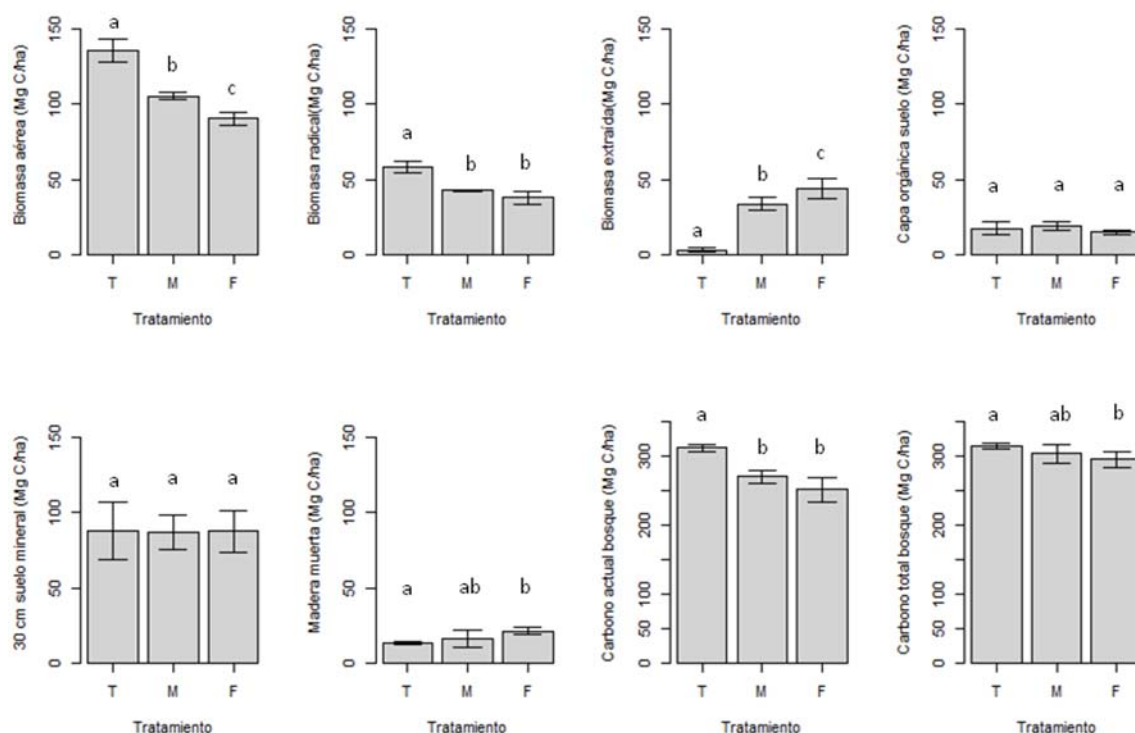 Biomasa aérea (Mg C/ha)
0 50 100 150
a
b
c
T M F
Tratamiento
Biomasa radical(Mg C/ha)
0 50 100 150
a
b
b
T M F
Tratamiento
Biomasa extraída(Mg C/ha)
0 50 100 150
a
b
c
T M F
Tratamiento
Capa orgánica suelo (Mg C/ha)
0 50 100 150
a a a
T M F
Tratamiento
30 cm suelo mineral (Mg C/ha)
0 50 100 150
a a a
T M F
Tratamiento
Madera muerta (Mg C/ha)
0 50 100 150
a ab b
T M F
Tratamiento
Carbono actual bosque (Mg C/ha)
0 50 100 200 300
a
b
b
T M F
Tratamiento
Carbono total bosque (Mg C/ha)
0 50 100 200 300
a ab b
T M F
Tratamiento